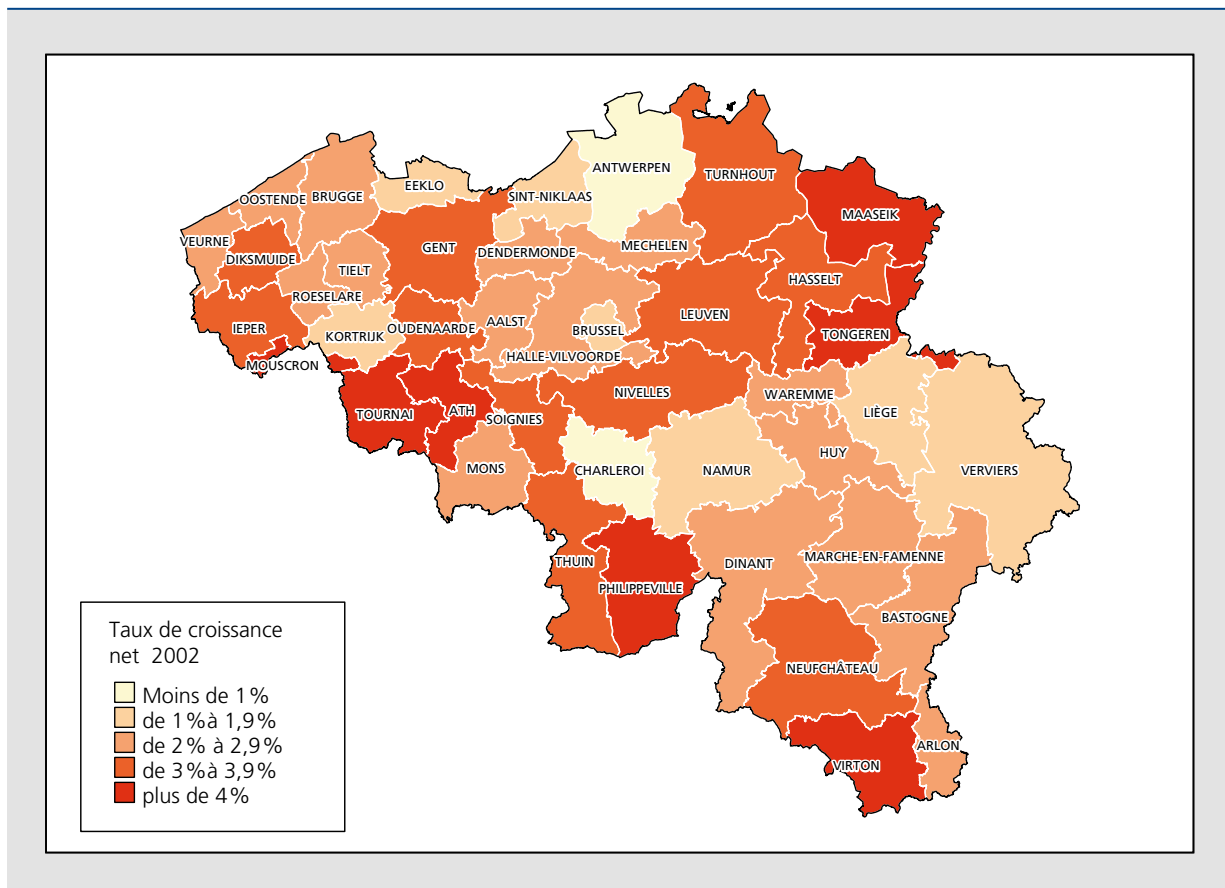 ANTWERPEN
TURNHOUT
EEKLO
SINT-NIKLAAS
OOSTENDE
BRUGGE
MAASEIK
VEURNE
GENT
MECHELEN
DENDERMONDE
DIKSMUIDE
TIELT
HASSELT
ROESELARE
IEPER
KORTRIJK
OUDENAARDE
AALST
BRUSSEL
LEUVEN
TONGEREN
HALLE-VILVOORDE
MOUSCRON
NIVELLES
WAREMME
TOURNAI
ATH
SOIGNIES
LIÈGE
HUY
MONS
CHARLEROI
NAMUR
VERVIERS
THUIN
DINANT
MARCHE-EN-FAMENNE
PHILIPPEVILLE
BASTOGNE
NEUFCHÂTEAU
ARLON
VIRTON
Taux de croissance
net 2002
Moins de 1%
de 1%à 1,9%
de 2% à 2,9%
de 3%à 3,9%
plus de 4%